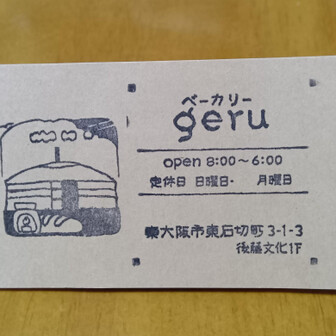 ベーカリー
geru
open 8:00〜6:00
定休日 日曜日・ 月曜日
東大阪市東石切町3-1-3
後藤文化1F